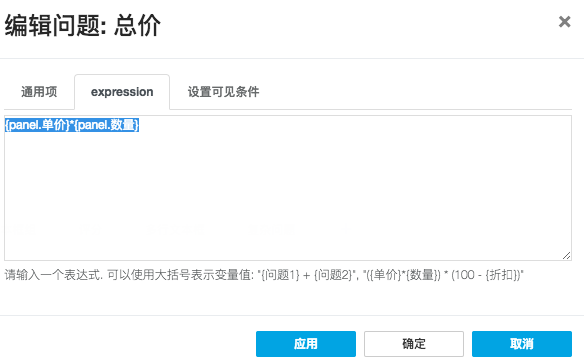 编辑问题: 总价
×
通用项
expression
设置可见条件
{panel.单价}*{panel.数量}
请输入一个表达式. 可以使用大括号表示变量值: "{问题1} + {问题2}", "({单价}*{数量}) * (100 - {折扣})"
应用
确定
取消